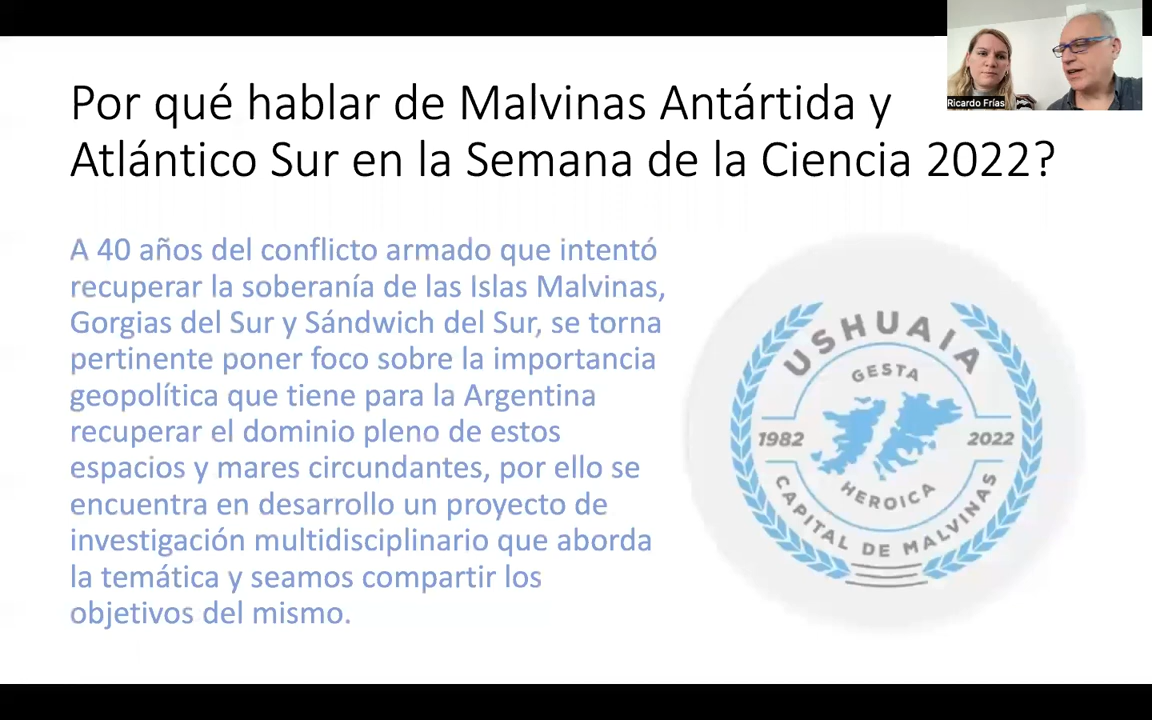 Por qué hablar de Malvinas Antártida y
Atlántico Sur en la Semana de la Ciencia 2022?
Ricardo Frías
A 40 años del conflicto armado que intentó
recuperar la soberanía de las Islas Malvinas,
Gorgias del Sur y Sándwich del Sur, se torna
pertinente poner foco sobre la importancia
geopolítica que tiene para la Argentina
recuperar el dominio pleno de estos
espacios y mares circundantes, por ello se
encuentra en desarrollo un proyecto de
investigación multidisciplinario que aborda
la temática y seamos compartir los
objetivos del mismo.
USHUAIA
GESTA
1982 2022
HEROICA
CAPITAL DE MALVINAS